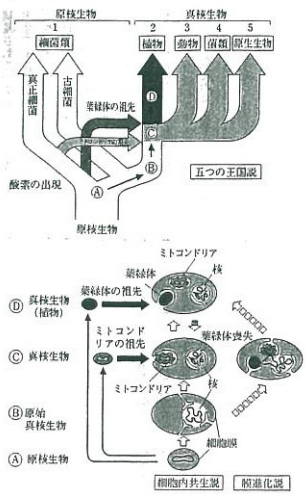 原核生物 真核生物
1 2 3 4 5
細菌類 植物 動物 菌類 原生生物
真正細菌
古細菌
葉緑体の祖先
D
C
B
酸素の出現
A
五つの王国説
原核生物
ミトコンドリア
葉緑体
核
D 真核生物
(植物)
葉緑体の祖先
ミトコンド
リアの祖先
葉緑体喪失
C 真核生物
ミトコンドリア
核
B 原始
真核生物
細胞膜
A 原核生物
細胞内共生説 膜進化説